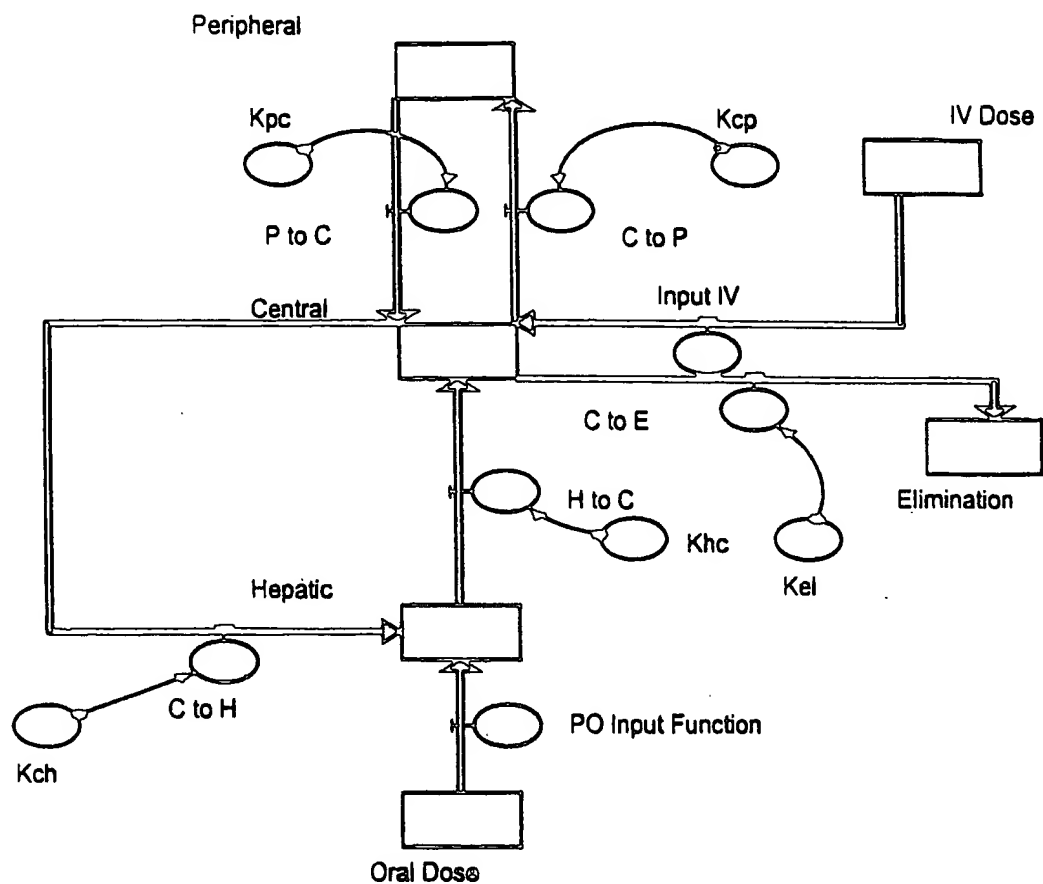 Peripheral
Kpc
Kcp
IV Dose
P to C
C to P
Central
Input IV
C to E
Elimination
H to C
Khc
Kel
Hepatic
C to H
PO Input Function
Kch
Oral Dose